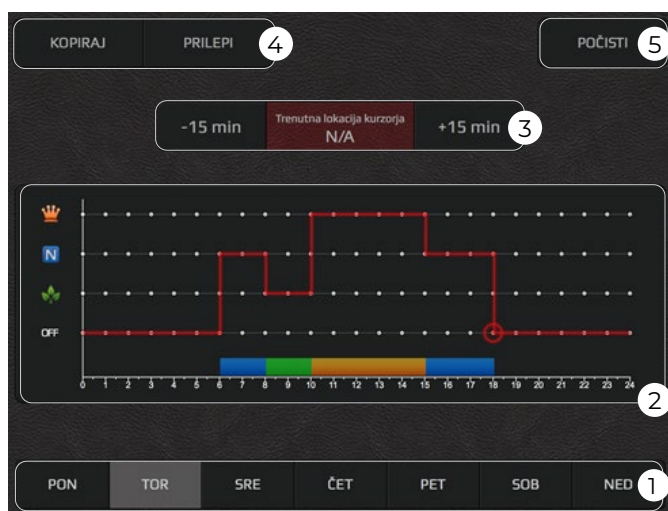 KOPIRAJ PRILEPI 4 POČISTI 5
-15 min Trenutna lokacija kurzorja +15 min 3
N/A
N
OFF
0 1 2 3 4 5 6 7 8 9 10 11 12 13 14 15 16 17 18 19 20 21 22 23 24
2
PON TOR SRE ČET PET SOB NED 1